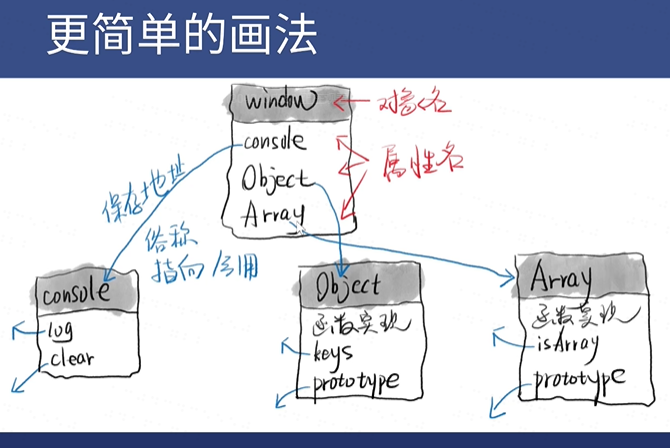 更简单的画法
window
对象名
console
Object
属性名
Array
保存地址
俗称
指向/引用
console
log
clear
Object
函数实现
keys
prototype
Array
函数实现
isArray
prototype